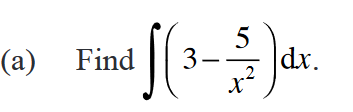 (a) Find ∫(3 − 5/x²)dx.